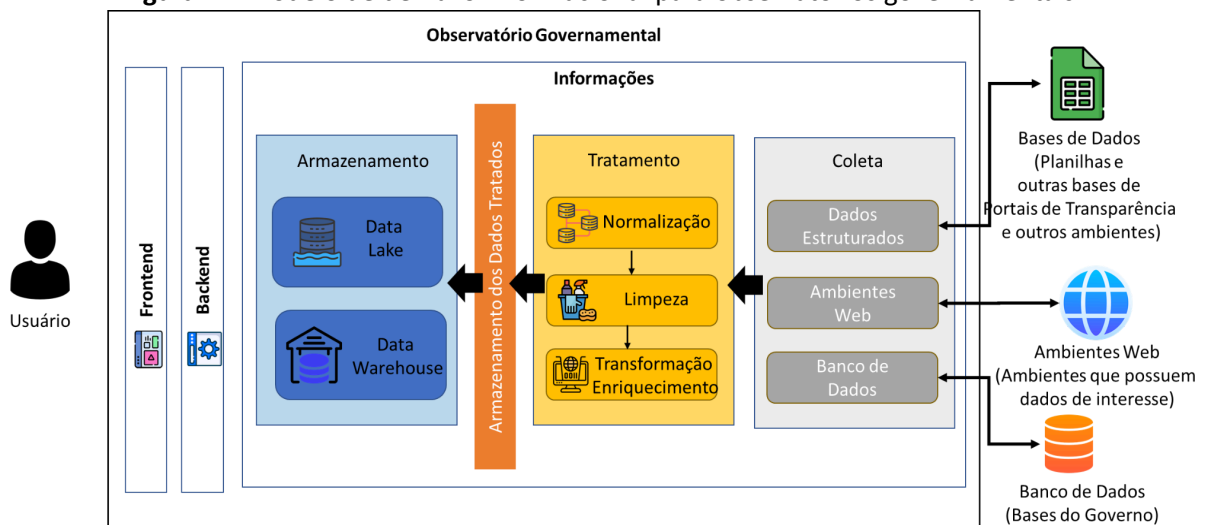 Observatório Governamental
Informações
Usuário
Frontend
Backend
Armazenamento
Data
Lake
Data
Warehouse
Armazenamento dos Dados Tratados
Tratamento
Normalização
Limpeza
Transformação
Enriquecimento
Coleta
Dados
Estruturados
Ambientes
Web
Banco de
Dados
Bases de Dados
(Planilhas e
outras bases de
Portais de Transparência
e outros ambientes)
Ambientes Web
(Ambientes que possuem
dados de interesse)
Banco de Dados
(Bases do Governo)